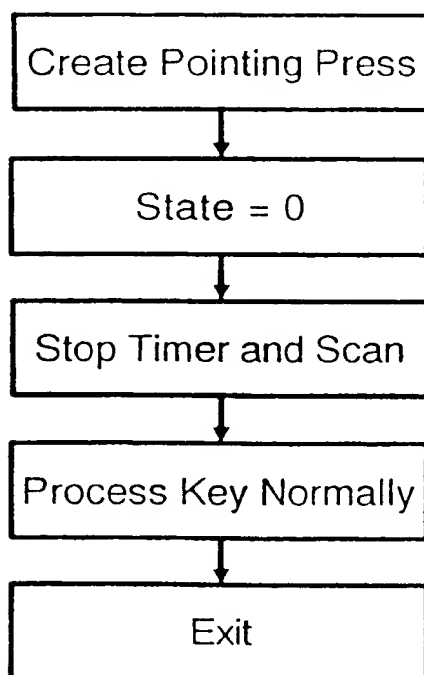 Create Pointing Press
State = 0
Stop Timer and Scan
Process Key Normally
Exit